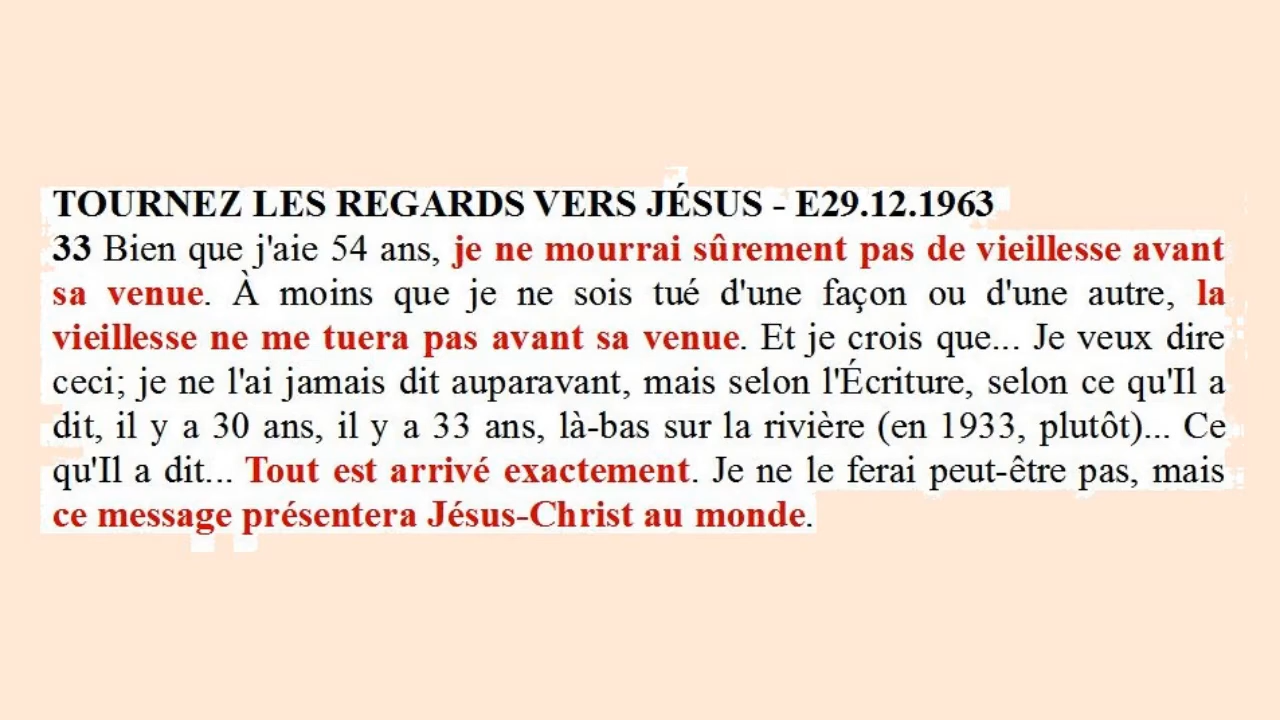 TOURNEZ LES REGARDS VERS JÉSUS - E29.12.1963
33 Bien que j'aie 54 ans, je ne mourrai sûrement pas de vieillesse avant
sa venue. À moins que je ne sois tué d'une façon ou d'une autre, la
vieillesse ne me tuera pas avant sa venue. Et je crois que... Je veux dire
ceci; je ne l'ai jamais dit auparavant, mais selon l'Écriture, selon ce qu'Il a
dit, il y a 30 ans, il y a 33 ans, là-bas sur la rivière (en 1933, plutôt)... Ce
qu'Il a dit... Tout est arrivé exactement. Je ne le ferai peut-être pas, mais
ce message présentera Jésus-Christ au monde.